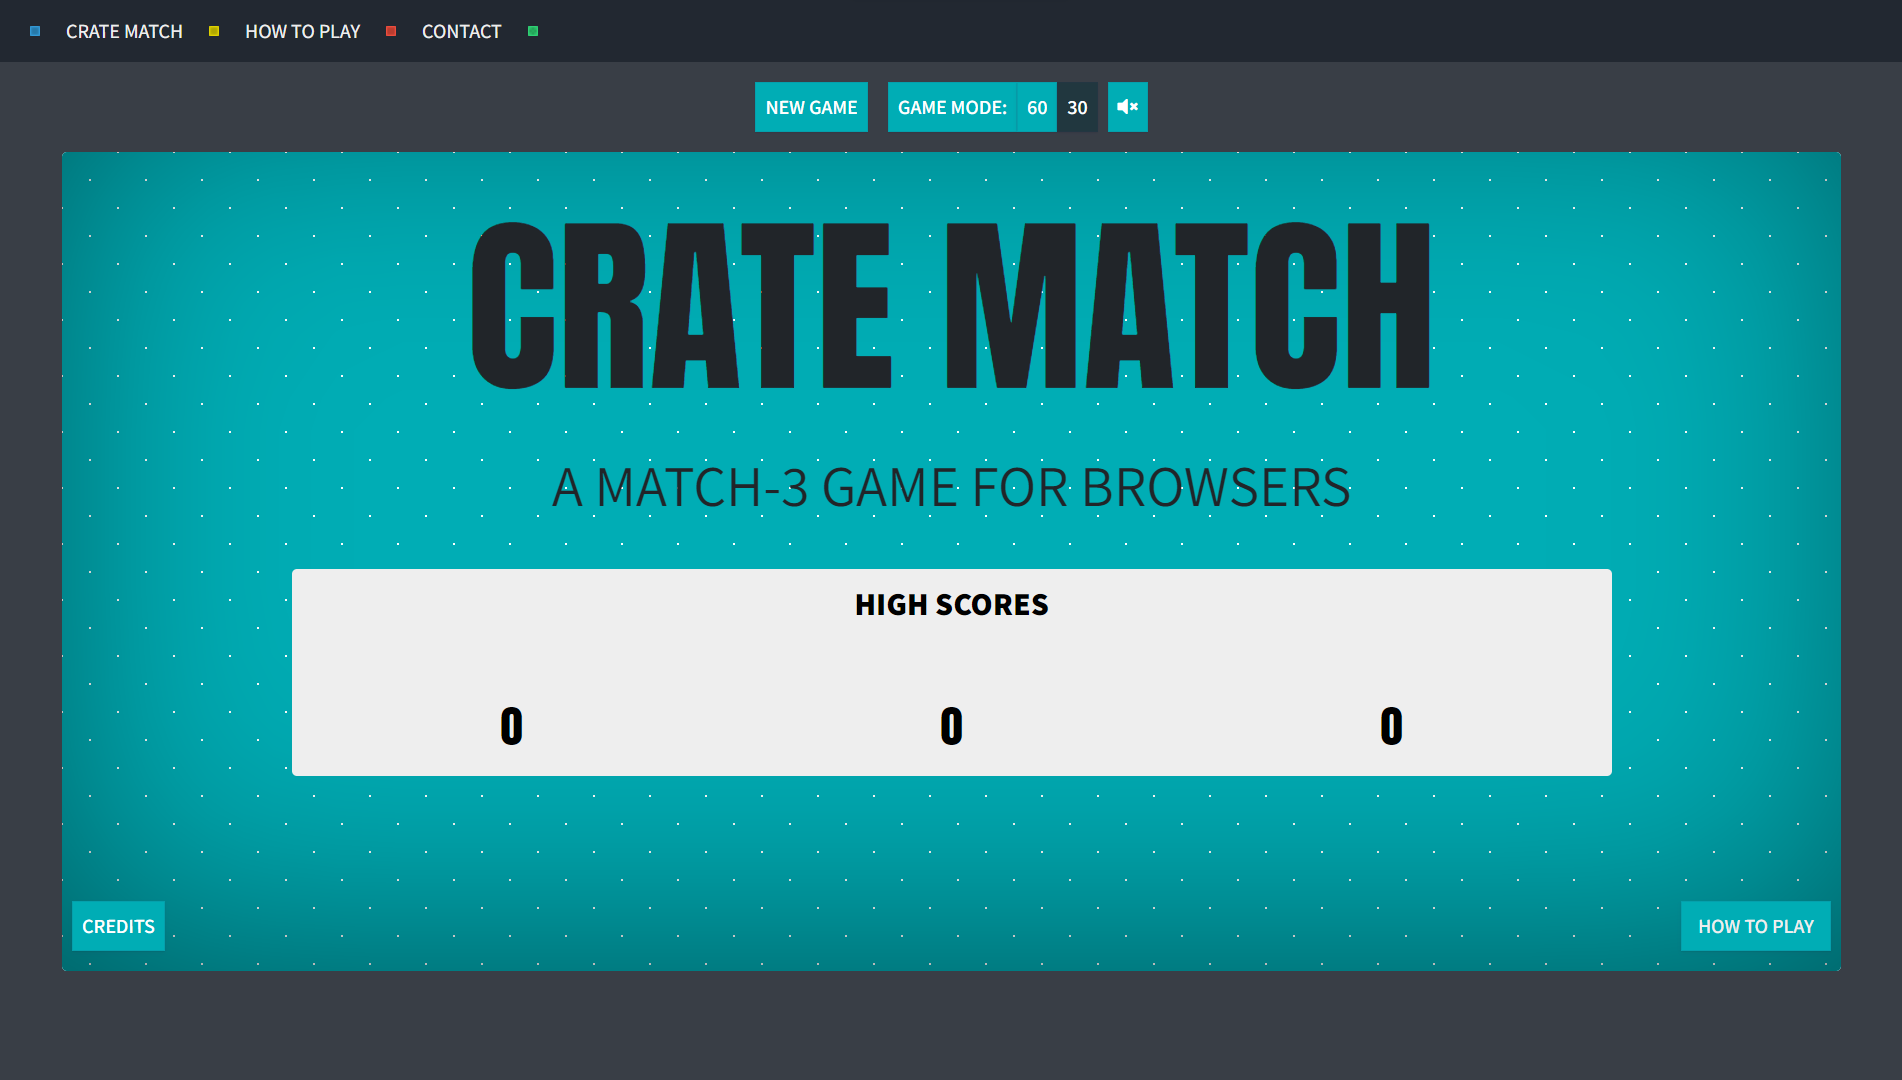 CRATE MATCH HOW TO PLAY CONTACT
NEW GAME GAME MODE: 60 30
CRATE MATCH
A MATCH-3 GAME FOR BROWSERS
HIGH SCORES
0 0 0
CREDITS HOW TO PLAY